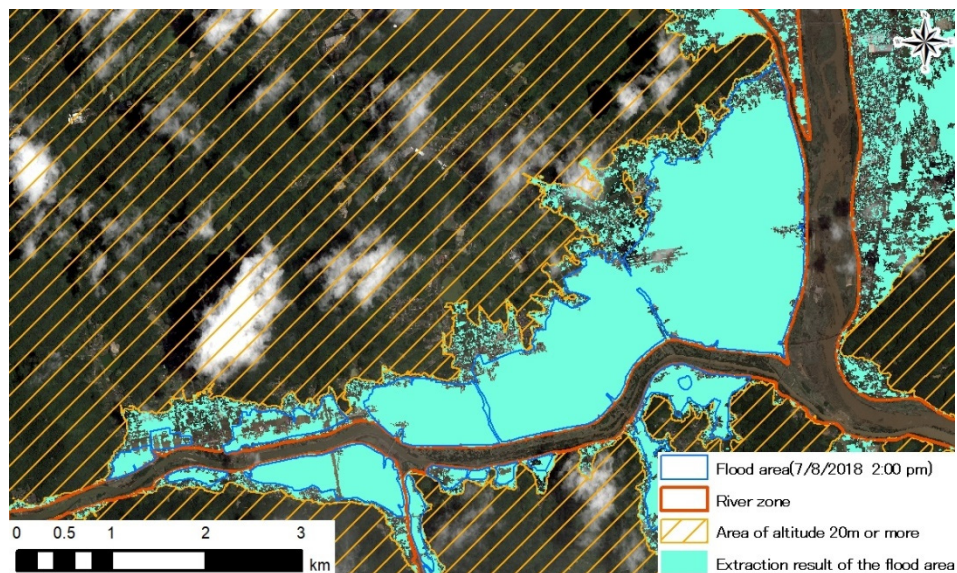 Flood area(7/8/2018 2:00 pm)
River zone
Area of altitude 20m or more
Extraction result of the flood area
0 0.5 1 2 3
km